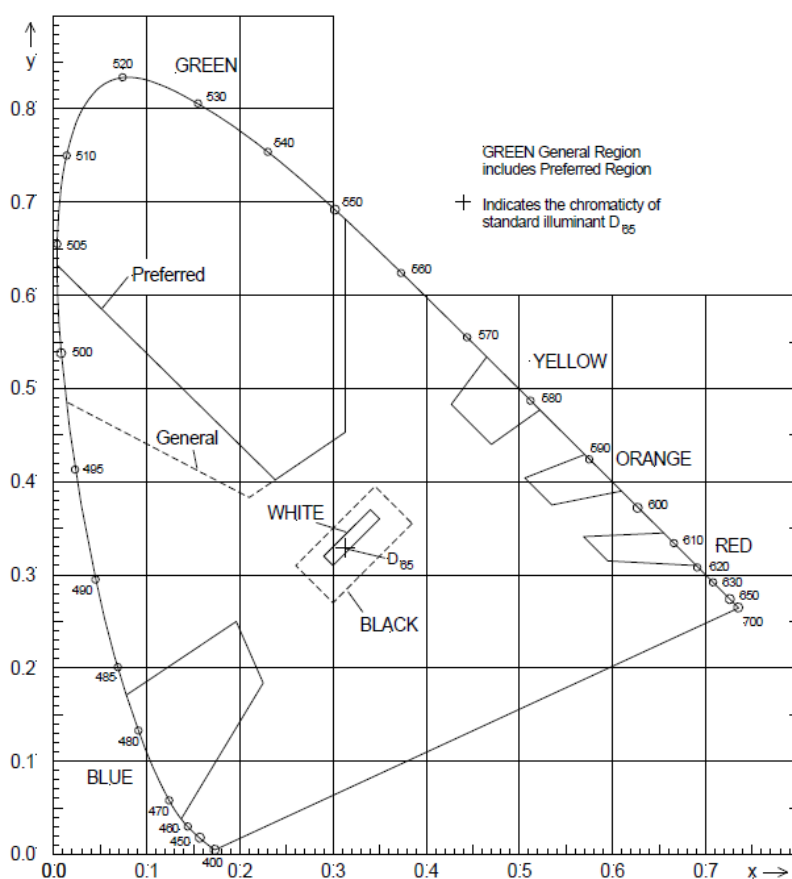 y
520
GREEN
530
0.8
540
GREEN General Region
includes Preferred Region
510
0.7
550
Indicates the chromaticity of
standard illuminant D65
505
Preferred
560
0.6
570
500
YELLOW
0.5
580
General
590
495
ORANGE
0.4
WHITE
600
610
RED
D65
620
0.3
630
490
650
BLACK
700
485
0.2
480
0.1
BLUE
470
460
450
400
0.0
0.0
0.1
0.2
0.3
0.4
0.5
0.6
0.7
x